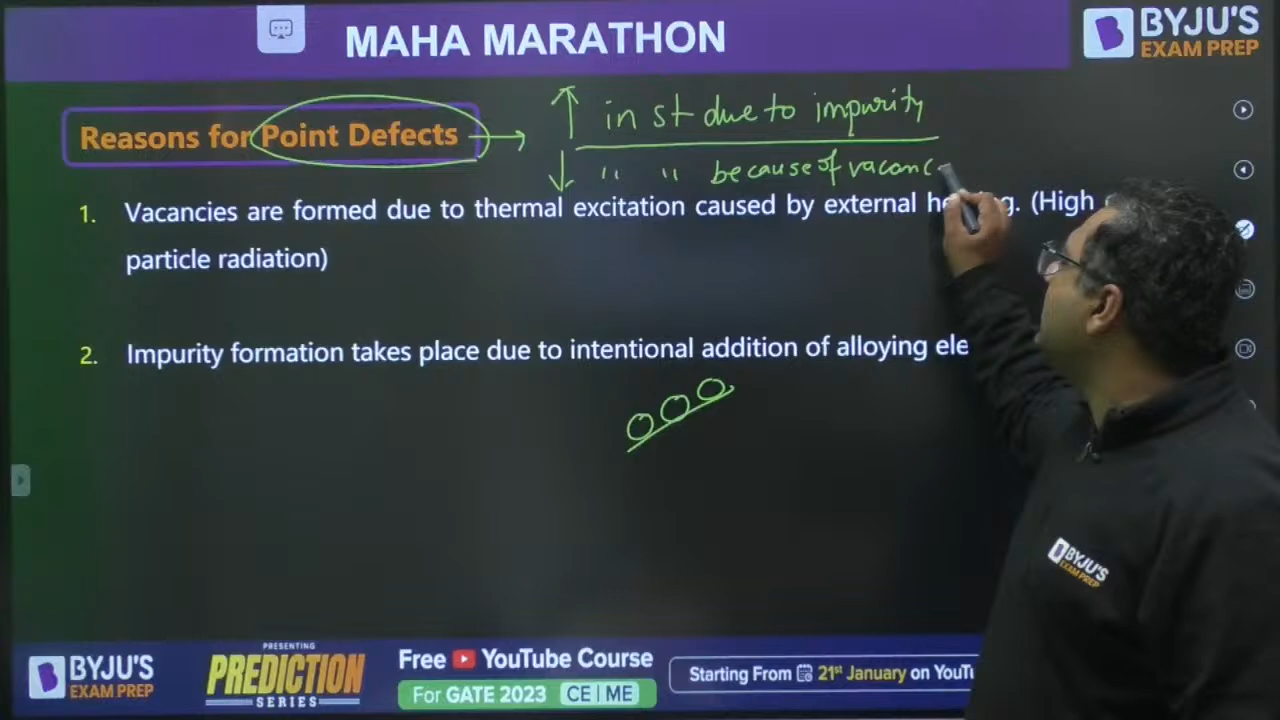 MAHA MARATHON
BYJU'S
EXAM PREP
Reasons for Point Defects
↑ in st due to impurity
↓ " " because of vacanc
1. Vacancies are formed due to thermal excitation caused by external (High
particle radiation)
2. Impurity formation takes place due to intentional addition of alloying
BYJU'S
EXAM PREP
BYJU'S
EXAM PREP
PRESENTING
PREDICTION
SERIES
Free YouTube Course
For GATE 2023 CE | ME
Starting From 21st January on